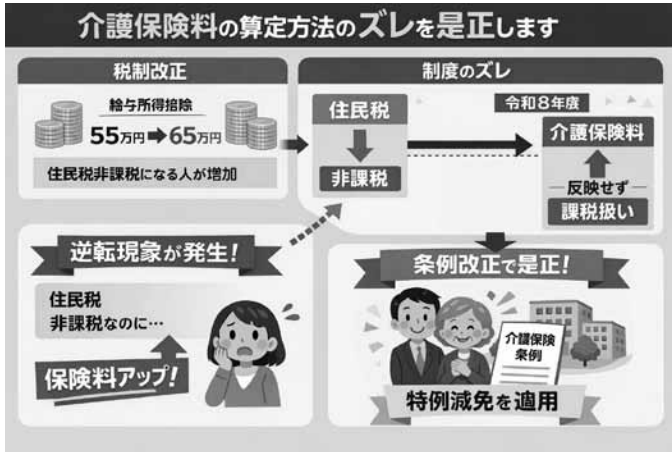 介護保険料の算定方法のズレを是正します
税制改正
給与所得控除
55万円➡65万円
住民税非課税になる人が増加
制度のズレ
令和8年度
住民税
非課税
介護保険料
反映せず
課税扱い
逆転現象が発生!
住民税
非課税なのに…
保険料アップ!
条例改正で是正!
介護保険
条例
特例減免を適用